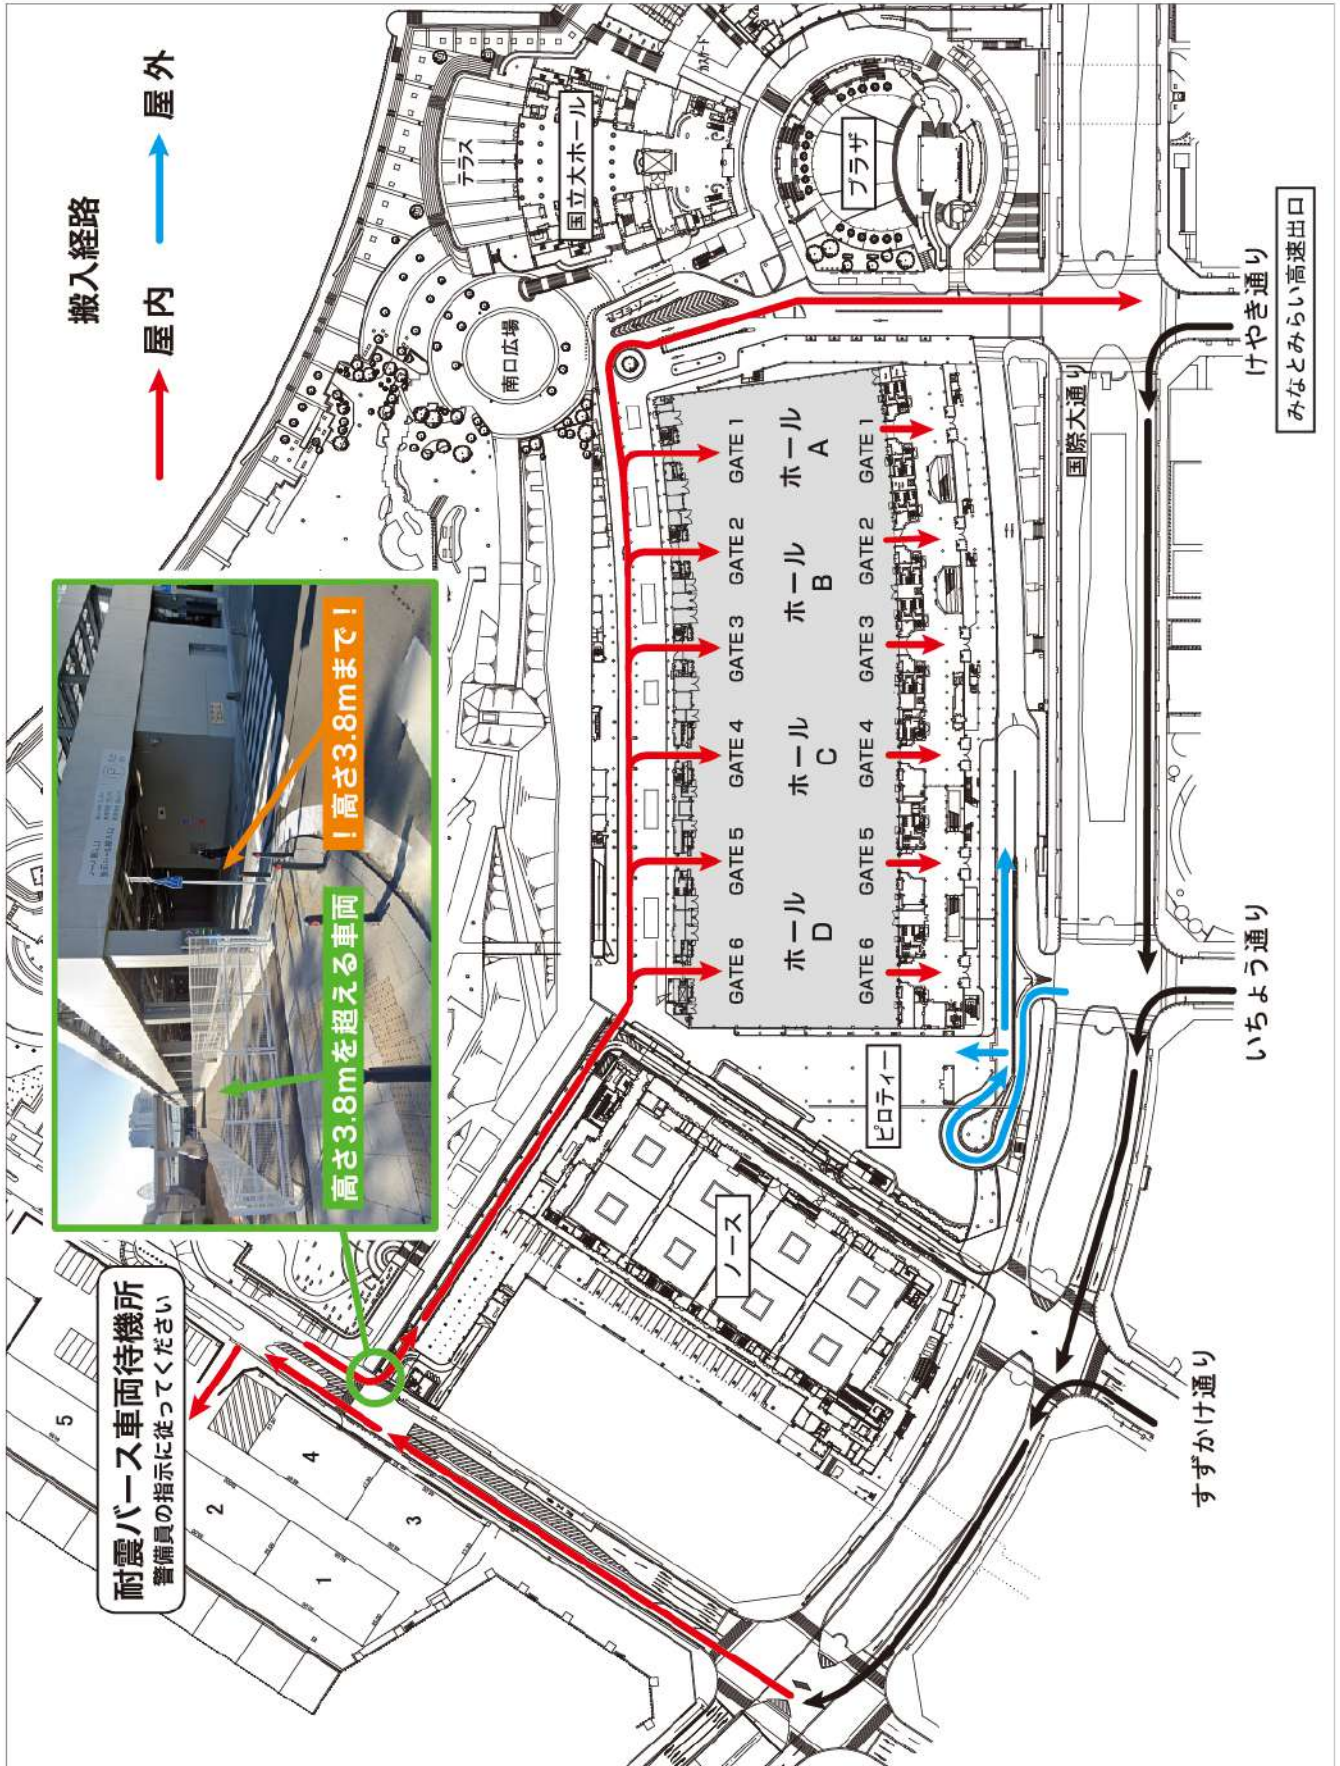 搬入経路
屋内
屋外
耐震バース車両待機所
警備員の指示に従ってください
5
4
2
3
1
高さ3.8mを超える車両
!高さ3.8mまで!
テラス
国立大ホール
カスケード
南口広場
プラザ
ノース
ピロティー
GATE 6
GATE 5
GATE 4
GATE 3
GATE 2
GATE 1
ホール
D
ホール
C
ホール
B
ホール
A
GATE 6
GATE 5
GATE 4
GATE 3
GATE 2
GATE 1
国際大通り
すずかけ通り
いちょう通り
けやき通り
みなとみらい高速出口